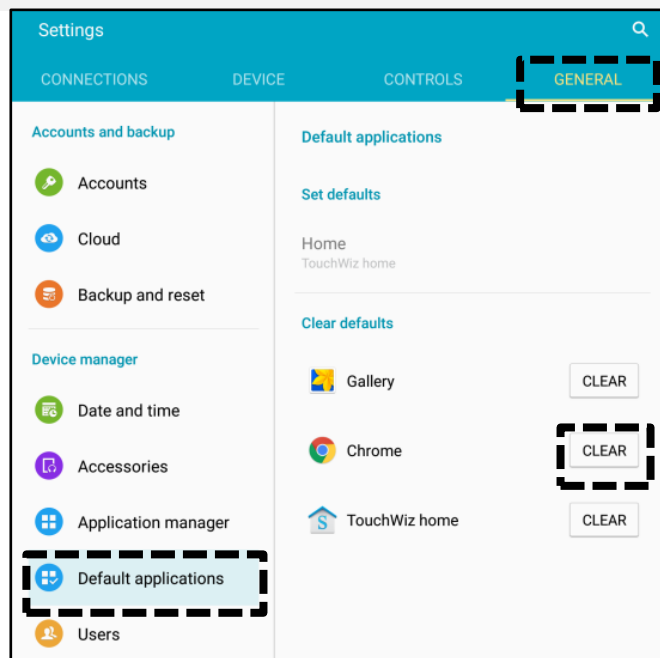 Settings
CONNECTIONS DEVICE CONTROLS GENERAL
Accounts and backup
Accounts
Cloud
Backup and reset
Device manager
Date and time
Accessories
Application manager
Default applications
Users
Default applications
Set defaults
Home
TouchWiz home
Clear defaults
Gallery CLEAR
Chrome CLEAR
S TouchWiz home CLEAR